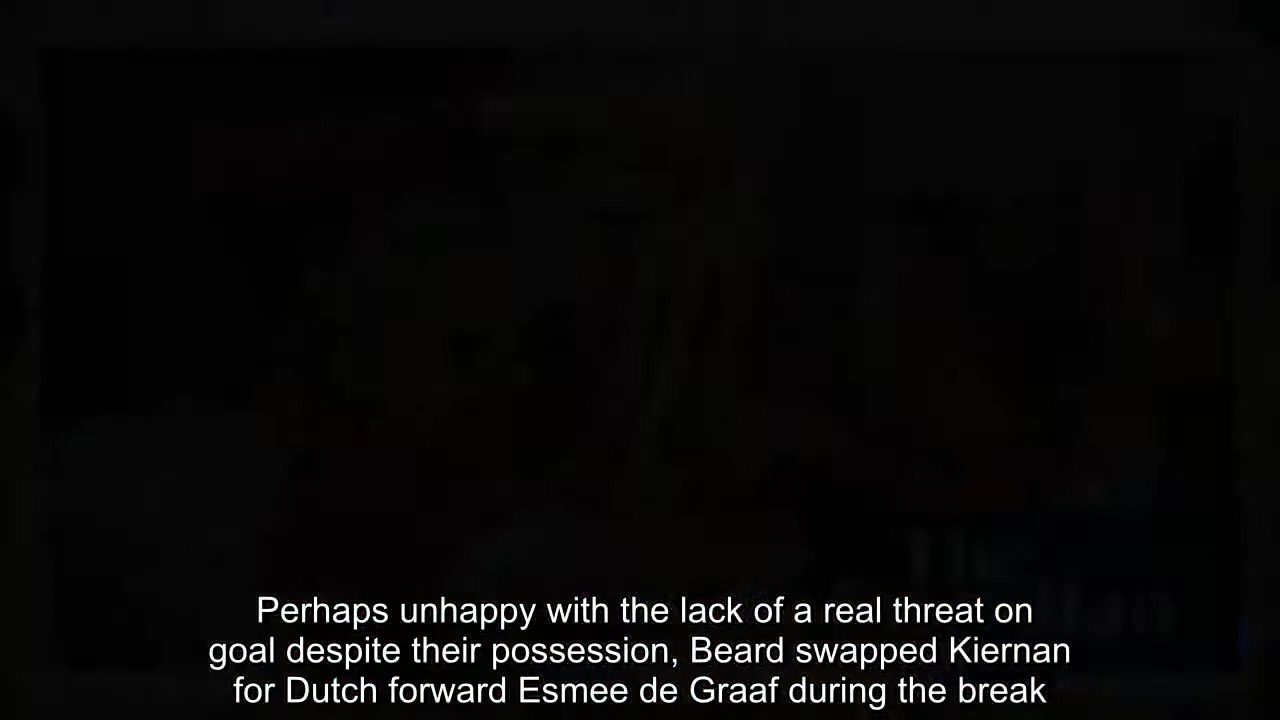 Perhaps unhappy with the lack of a real threat on
goal despite their possession, Beard swapped Kiernan
for Dutch forward Esmee de Graaf during the break